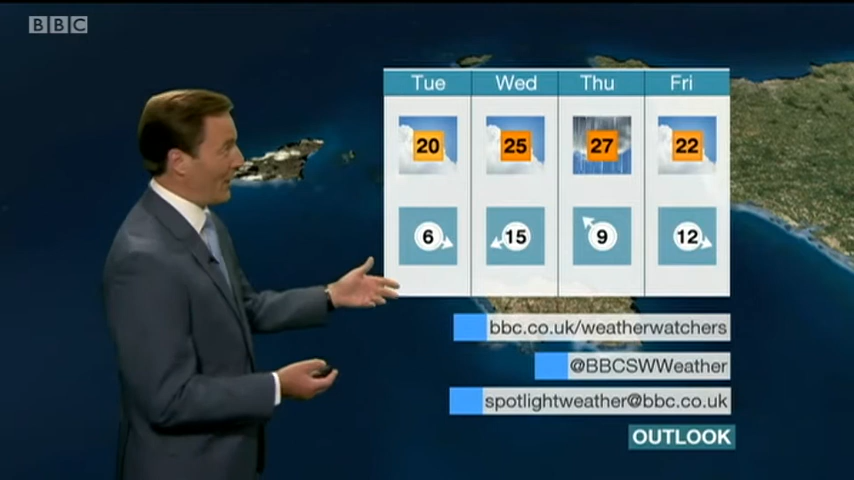 BBC
Tue Wed Thu Fri
20 25 27 22
6 15 9 12
bbc.co.uk/weatherwatchers
@BBCSWWeather
spotlightweather@bbc.co.uk
OUTLOOK